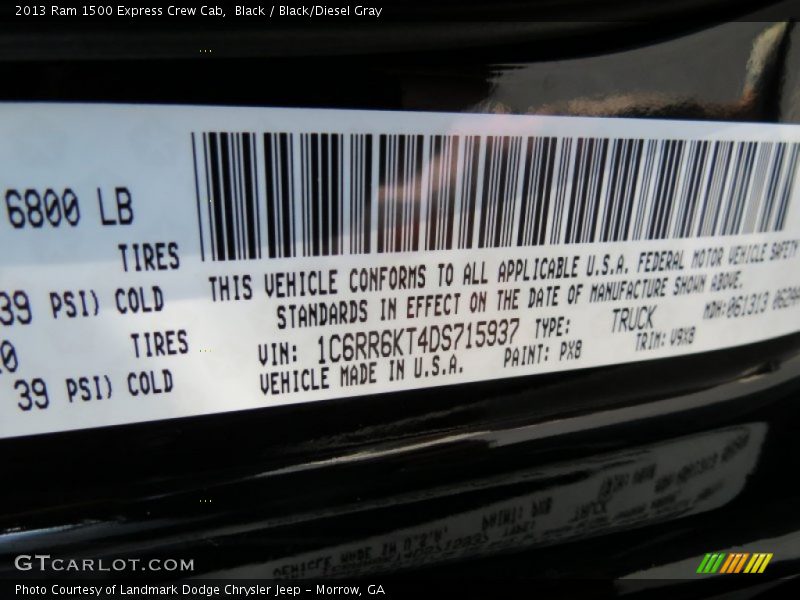 2013 Ram 1500 Express Crew Cab,  Black / Black/Diesel Gray
6800 LB
TIRES
THIS VEHICLE CONFORMS TO ALL APPLICABLE U.S.A. FEDERAL MOTOR VEHICLE SAFETY
39 PSI) COLD
STANDARDS IN EFFECT ON THE DATE OF MANUFACTURE SHOWN ABOVE.
0 TIRES
VIN: 1C6RR6KT4DS715937 TYPE: TRUCK MDH:061313
39 PSI) COLD
VEHICLE MADE IN U.S.A. PAINT: PX8 TRIM: V9X8
GTCARLOT.COM
Photo Courtesy of Landmark Dodge Chrysler Jeep - Morrow, GA